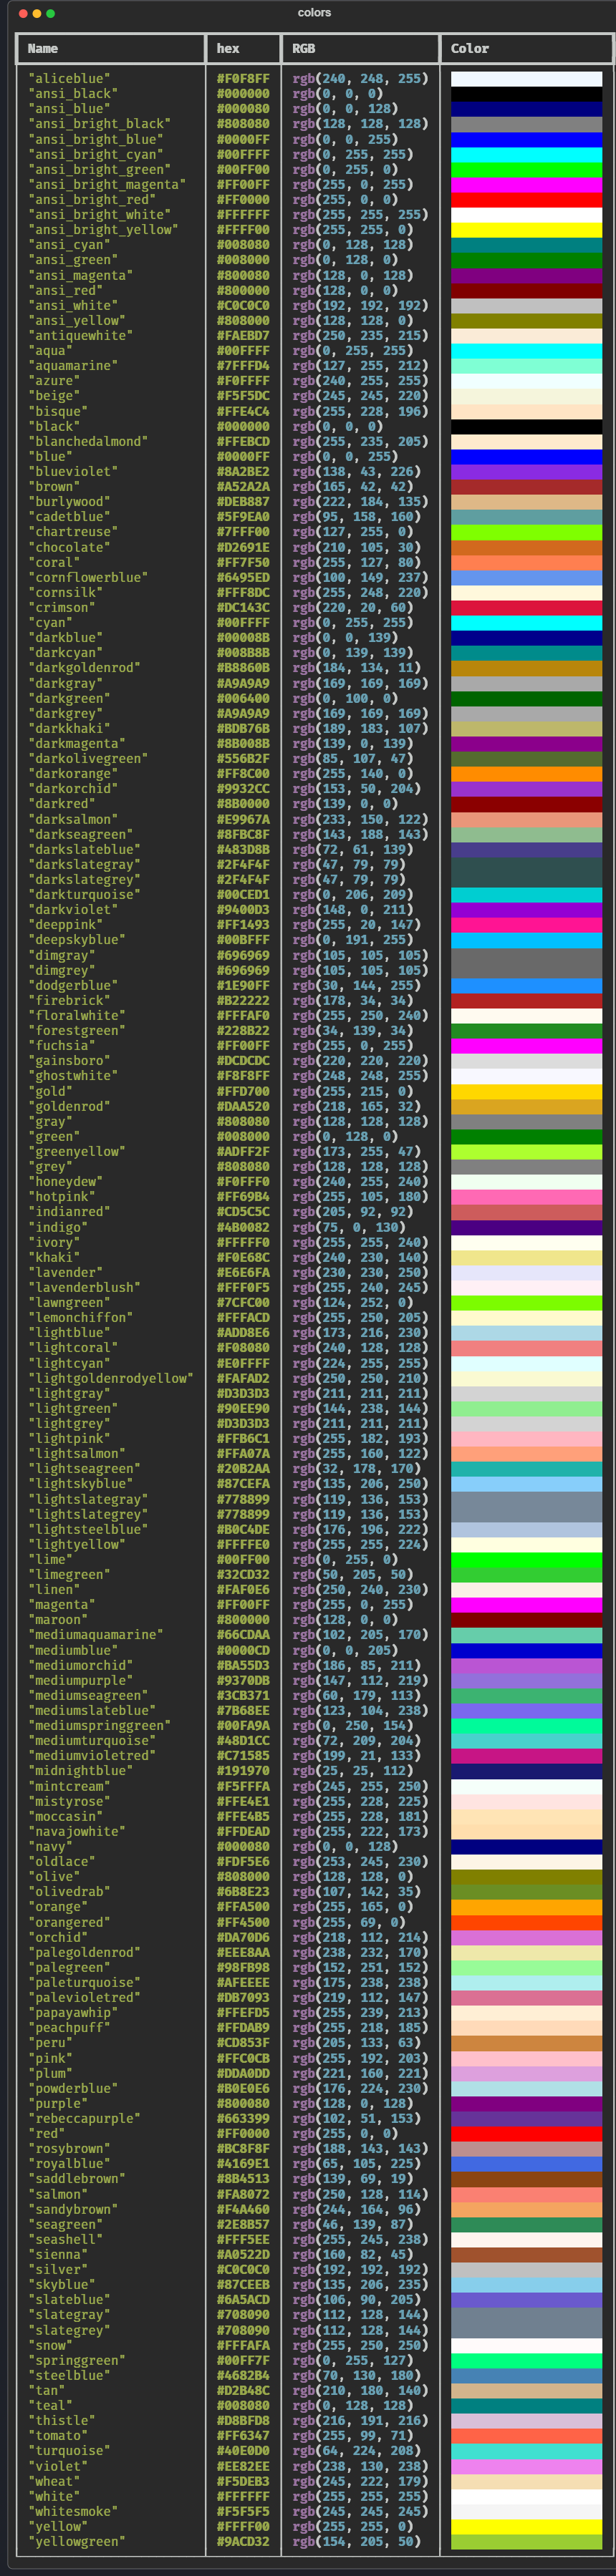 colors
Name hex RGB Color
"aliceblue" #F0F8FF rgb(240, 248, 255)
"ansi_black" #000000 rgb(0, 0, 0)
"ansi_blue" #000080 rgb(0, 0, 128)
"ansi_bright_black" #808080 rgb(128, 128, 128)
"ansi_bright_blue" #0000FF rgb(0, 0, 255)
"ansi_bright_cyan" #00FFFF rgb(0, 255, 255)
"ansi_bright_green" #00FF00 rgb(0, 255, 0)
"ansi_bright_magenta" #FF00FF rgb(255, 0, 255)
"ansi_bright_red" #FF0000 rgb(255, 0, 0)
"ansi_bright_white" #FFFFFF rgb(255, 255, 255)
"ansi_bright_yellow" #FFFF00 rgb(255, 255, 0)
"ansi_cyan" #008080 rgb(0, 128, 128)
"ansi_green" #008000 rgb(0, 128, 0)
"ansi_magenta" #800080 rgb(128, 0, 128)
"ansi_red" #800000 rgb(128, 0, 0)
"ansi_white" #C0C0C0 rgb(192, 192, 192)
"ansi_yellow" #808000 rgb(128, 128, 0)
"antiquewhite" #FAEBD7 rgb(250, 235, 215)
"aqua" #00FFFF rgb(0, 255, 255)
"aquamarine" #7FFFD4 rgb(127, 255, 212)
"azure" #F0FFFF rgb(240, 255, 255)
"beige" #F5F5DC rgb(245, 245, 220)
"bisque" #FFE4C4 rgb(255, 228, 196)
"black" #000000 rgb(0, 0, 0)
"blanchedalmond" #FFEBCD rgb(255, 235, 205)
"blue" #0000FF rgb(0, 0, 255)
"blueviolet" #8A2BE2 rgb(138, 43, 226)
"brown" #A52A2A rgb(165, 42, 42)
"burlywood" #DEB887 rgb(222, 184, 135)
"cadetblue" #5F9EA0 rgb(95, 158, 160)
"chartreuse" #7FFF00 rgb(127, 255, 0)
"chocolate" #D2691E rgb(210, 105, 30)
"coral" #FF7F50 rgb(255, 127, 80)
"cornflowerblue" #6495ED rgb(100, 149, 237)
"cornsilk" #FFF8DC rgb(255, 248, 220)
"crimson" #DC143C rgb(220, 20, 60)
"cyan" #00FFFF rgb(0, 255, 255)
"darkblue" #00008B rgb(0, 0, 139)
"darkcyan" #008B8B rgb(0, 139, 139)
"darkgoldenrod" #B8860B rgb(184, 134, 11)
"darkgray" #A9A9A9 rgb(169, 169, 169)
"darkgreen" #006400 rgb(0, 100, 0)
"darkgrey" #A9A9A9 rgb(169, 169, 169)
"darkkhaki" #BDB76B rgb(189, 183, 107)
"darkmagenta" #8B008B rgb(139, 0, 139)
"darkolivegreen" #556B2F rgb(85, 107, 47)
"darkorange" #FF8C00 rgb(255, 140, 0)
"darkorchid" #9932CC rgb(153, 50, 204)
"darkred" #8B0000 rgb(139, 0, 0)
"darksalmon" #E9967A rgb(233, 150, 122)
"darkseagreen" #8FBC8F rgb(143, 188, 143)
"darkslateblue" #483D8B rgb(72, 61, 139)
"darkslategray" #2F4F4F rgb(47, 79, 79)
"darkslategrey" #2F4F4F rgb(47, 79, 79)
"darkturquoise" #00CED1 rgb(0, 206, 209)
"darkviolet" #9400D3 rgb(148, 0, 211)
"deeppink" #FF1493 rgb(255, 20, 147)
"deepskyblue" #00BFFF rgb(0, 191, 255)
"dimgray" #696969 rgb(105, 105, 105)
"dimgrey" #696969 rgb(105, 105, 105)
"dodgerblue" #1E90FF rgb(30, 144, 255)
"firebrick" #B22222 rgb(178, 34, 34)
"floralwhite" #FFFAF0 rgb(255, 250, 240)
"forestgreen" #228B22 rgb(34, 139, 34)
"fuchsia" #FF00FF rgb(255, 0, 255)
"gainsboro" #DCDCDC rgb(220, 220, 220)
"ghostwhite" #F8F8FF rgb(248, 248, 255)
"gold" #FFD700 rgb(255, 215, 0)
"goldenrod" #DAA520 rgb(218, 165, 32)
"gray" #808080 rgb(128, 128, 128)
"green" #008000 rgb(0, 128, 0)
"greenyellow" #ADFF2F rgb(173, 255, 47)
"grey" #808080 rgb(128, 128, 128)
"honeydew" #F0FFF0 rgb(240, 255, 240)
"hotpink" #FF69B4 rgb(255, 105, 180)
"indianred" #CD5C5C rgb(205, 92, 92)
"indigo" #4B0082 rgb(75, 0, 130)
"ivory" #FFFFF0 rgb(255, 255, 240)
"khaki" #F0E68C rgb(240, 230, 140)
"lavender" #E6E6FA rgb(230, 230, 250)
"lavenderblush" #FFF0F5 rgb(255, 240, 245)
"lawngreen" #7CFC00 rgb(124, 252, 0)
"lemonchiffon" #FFFACD rgb(255, 250, 205)
"lightblue" #ADD8E6 rgb(173, 216, 230)
"lightcoral" #F08080 rgb(240, 128, 128)
"lightcyan" #E0FFFF rgb(224, 255, 255)
"lightgoldenrodyellow" #FAFAD2 rgb(250, 250, 210)
"lightgray" #D3D3D3 rgb(211, 211, 211)
"lightgreen" #90EE90 rgb(144, 238, 144)
"lightgrey" #D3D3D3 rgb(211, 211, 211)
"lightpink" #FFB6C1 rgb(255, 182, 193)
"lightsalmon" #FFA07A rgb(255, 160, 122)
"lightseagreen" #20B2AA rgb(32, 178, 170)
"lightskyblue" #87CEFA rgb(135, 206, 250)
"lightslategray" #778899 rgb(119, 136, 153)
"lightslategrey" #778899 rgb(119, 136, 153)
"lightsteelblue" #B0C4DE rgb(176, 196, 222)
"lightyellow" #FFFFE0 rgb(255, 255, 224)
"lime" #00FF00 rgb(0, 255, 0)
"limegreen" #32CD32 rgb(50, 205, 50)
"linen" #FAF0E6 rgb(250, 240, 230)
"magenta" #FF00FF rgb(255, 0, 255)
"maroon" #800000 rgb(128, 0, 0)
"mediumaquamarine" #66CDAA rgb(102, 205, 170)
"mediumblue" #0000CD rgb(0, 0, 205)
"mediumorchid" #BA55D3 rgb(186, 85, 211)
"mediumpurple" #9370DB rgb(147, 112, 219)
"mediumseagreen" #3CB371 rgb(60, 179, 113)
"mediumslateblue" #7B68EE rgb(123, 104, 238)
"mediumspringgreen" #00FA9A rgb(0, 250, 154)
"mediumturquoise" #48D1CC rgb(72, 209, 204)
"mediumvioletred" #C71585 rgb(199, 21, 133)
"midnightblue" #191970 rgb(25, 25, 112)
"mintcream" #F5FFFA rgb(245, 255, 250)
"mistyrose" #FFE4E1 rgb(255, 228, 225)
"moccasin" #FFE4B5 rgb(255, 228, 181)
"navajowhite" #FFDEAD rgb(255, 222, 173)
"navy" #000080 rgb(0, 0, 128)
"oldlace" #FDF5E6 rgb(253, 245, 230)
"olive" #808000 rgb(128, 128, 0)
"olivedrab" #6B8E23 rgb(107, 142, 35)
"orange" #FFA500 rgb(255, 165, 0)
"orangered" #FF4500 rgb(255, 69, 0)
"orchid" #DA70D6 rgb(218, 112, 214)
"palegoldenrod" #EEE8AA rgb(238, 232, 170)
"palegreen" #98FB98 rgb(152, 251, 152)
"paleturquoise" #AFEEEE rgb(175, 238, 238)
"palevioletred" #DB7093 rgb(219, 112, 147)
"papayawhip" #FFEFD5 rgb(255, 239, 213)
"peachpuff" #FFDAB9 rgb(255, 218, 185)
"peru" #CD853F rgb(205, 133, 63)
"pink" #FFC0CB rgb(255, 192, 203)
"plum" #DDA0DD rgb(221, 160, 221)
"powderblue" #B0E0E6 rgb(176, 224, 230)
"purple" #800080 rgb(128, 0, 128)
"rebeccapurple" #663399 rgb(102, 51, 153)
"red" #FF0000 rgb(255, 0, 0)
"rosybrown" #BC8F8F rgb(188, 143, 143)
"royalblue" #4169E1 rgb(65, 105, 225)
"saddlebrown" #8B4513 rgb(139, 69, 19)
"salmon" #FA8072 rgb(250, 128, 114)
"sandybrown" #F4A460 rgb(244, 164, 96)
"seagreen" #2E8B57 rgb(46, 139, 87)
"seashell" #FFF5EE rgb(255, 245, 238)
"sienna" #A0522D rgb(160, 82, 45)
"silver" #C0C0C0 rgb(192, 192, 192)
"skyblue" #87CEEB rgb(135, 206, 235)
"slateblue" #6A5ACD rgb(106, 90, 205)
"slategray" #708090 rgb(112, 128, 144)
"slategrey" #708090 rgb(112, 128, 144)
"snow" #FFFAFA rgb(255, 250, 250)
"springgreen" #00FF7F rgb(0, 255, 127)
"steelblue" #4682B4 rgb(70, 130, 180)
"tan" #D2B48C rgb(210, 180, 140)
"teal" #008080 rgb(0, 128, 128)
"thistle" #D8BFD8 rgb(216, 191, 216)
"tomato" #FF6347 rgb(255, 99, 71)
"turquoise" #40E0D0 rgb(64, 224, 208)
"violet" #EE82EE rgb(238, 130, 238)
"wheat" #F5DEB3 rgb(245, 222, 179)
"white" #FFFFFF rgb(255, 255, 255)
"whitesmoke" #F5F5F5 rgb(245, 245, 245)
"yellow" #FFFF00 rgb(255, 255, 0)
"yellowgreen" #9ACD32 rgb(154, 205, 50)